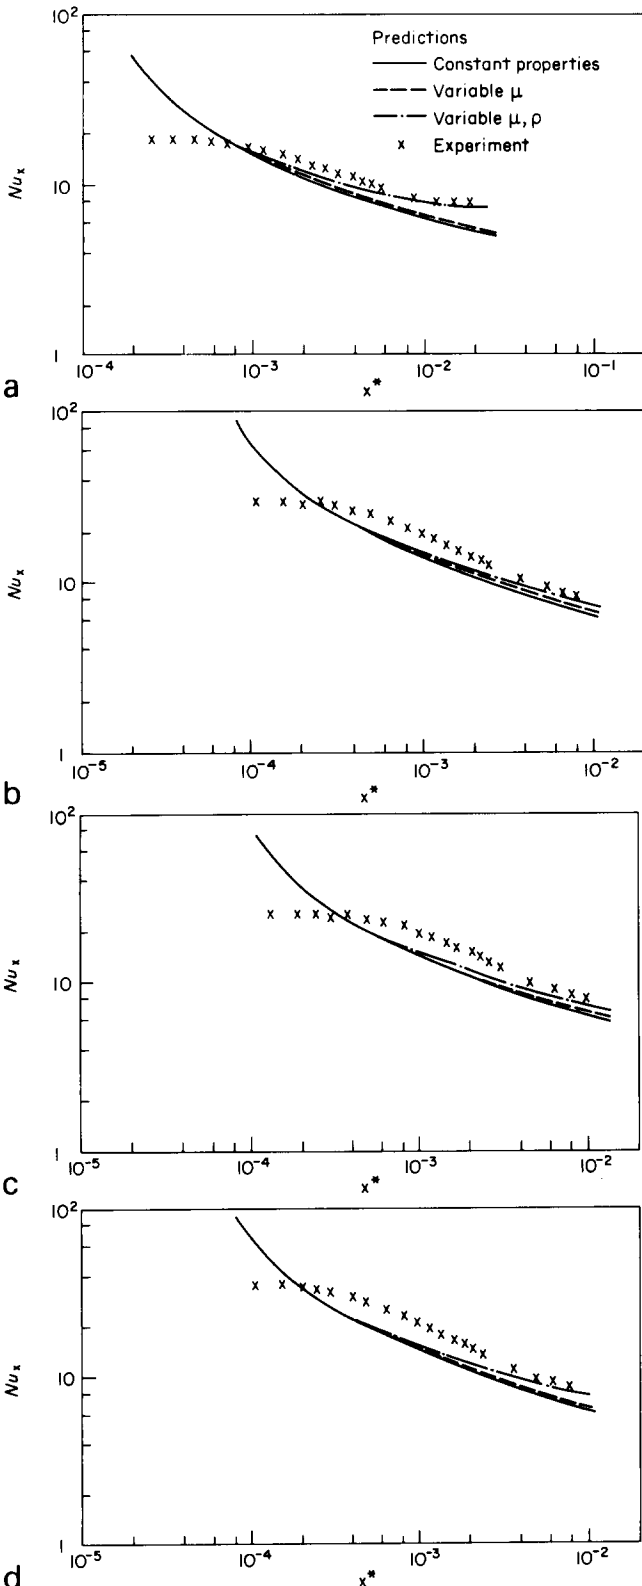 10²
Predictions
Constant properties
Variable μ
Variable μ, ρ
x Experiment
Nuₓ
10
1
10⁻⁴
10⁻³
10⁻²
10⁻¹
x*
a
10²
Nuₓ
10
1
10⁻⁵
10⁻⁴
10⁻³
10⁻²
x*
b
10²
Nuₓ
10
1
10⁻⁵
10⁻⁴
10⁻³
10⁻²
x*
c
10²
Nuₓ
10
1
10⁻⁵
10⁻⁴
10⁻³
10⁻²
x*
d